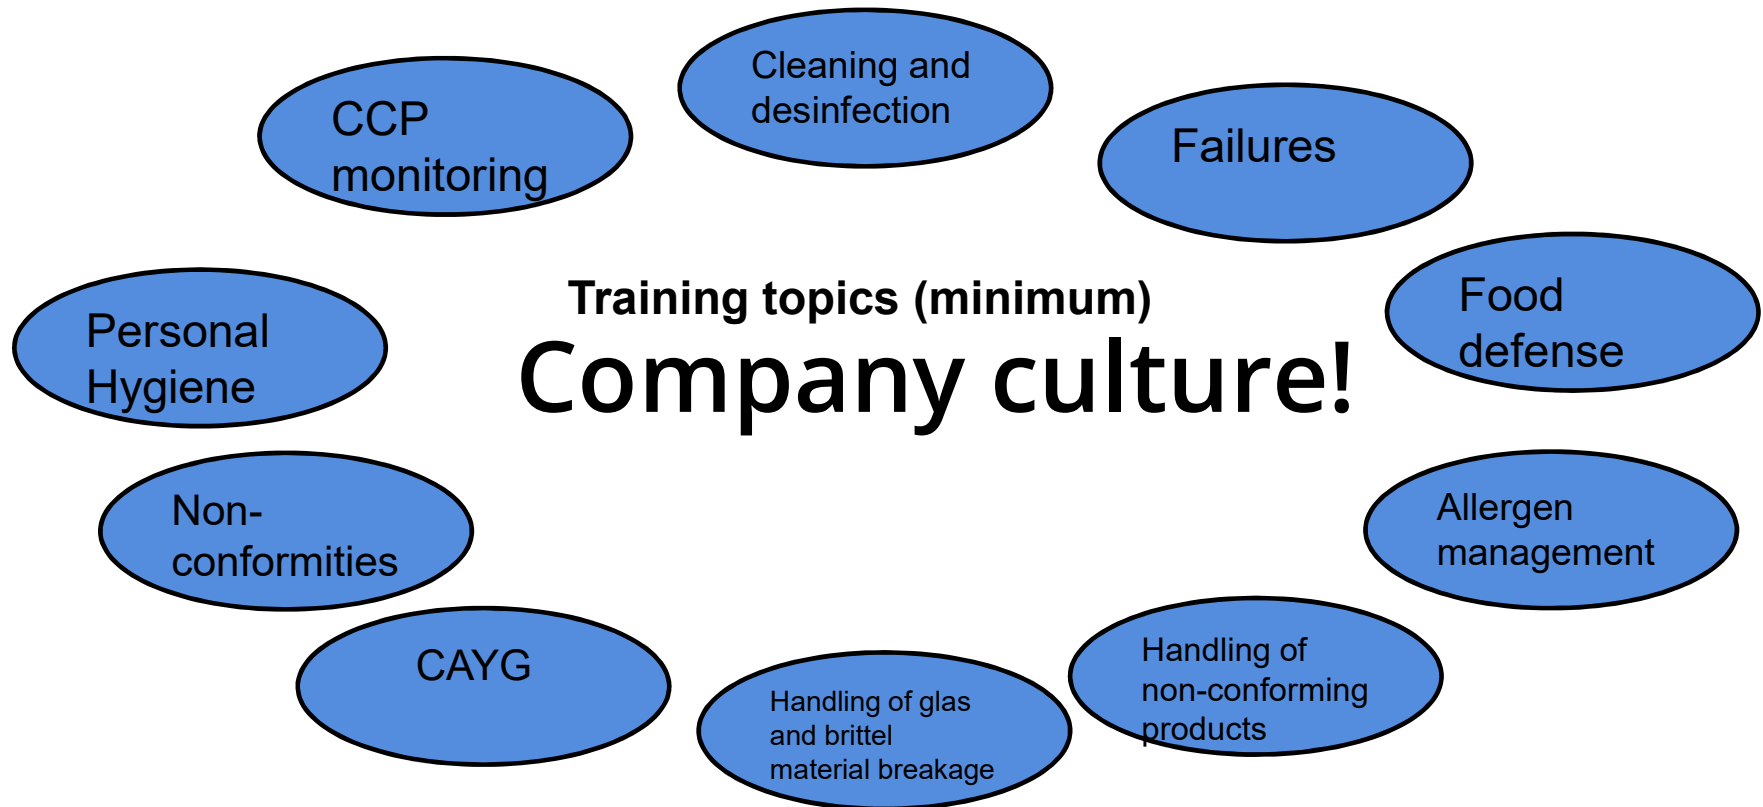 Cleaning and
desinfection
CCP
monitoring
Failures
Food
defense
Training topics (minimum)
Company culture!
Personal
Hygiene
Non-
conformities
Allergen
management
CAYG
Handling of
non-conforming
products
Handling of glas
and brittel
material breakage